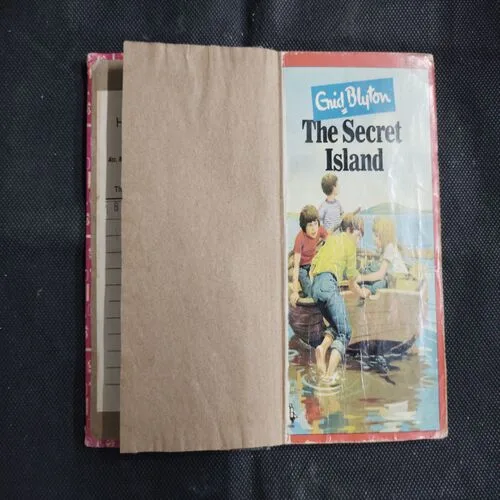 Enid Blyton
The Secret
Island